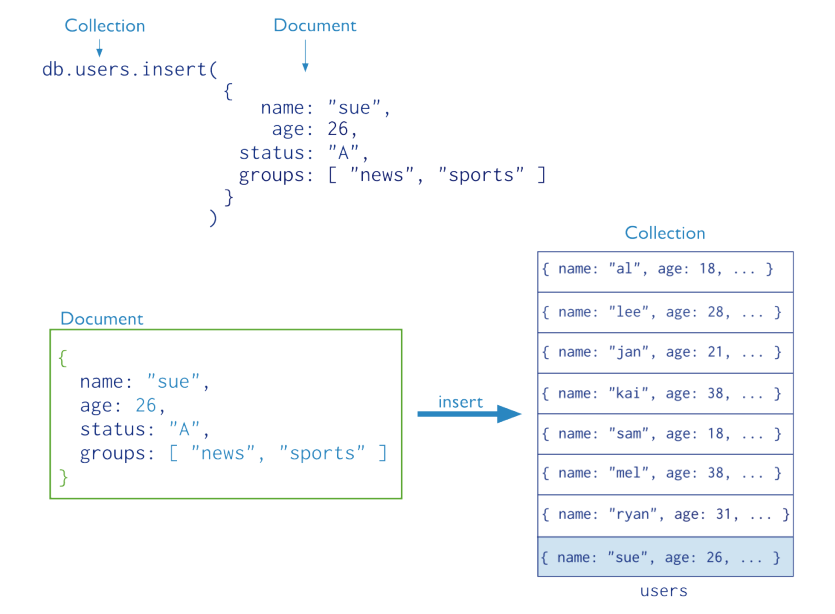 Collection
Document
db.users.insert(
{
name: "sue",
age: 26,
status: "A",
groups: [ "news", "sports" ]
}
)
Document
{
name: "sue",
age: 26,
status: "A",
groups: [ "news", "sports" ]
}
insert
Collection
{ name: "al", age: 18, ... }
{ name: "lee", age: 28, ... }
{ name: "jan", age: 21, ... }
{ name: "kai", age: 38, ... }
{ name: "sam", age: 18, ... }
{ name: "mel", age: 38, ... }
{ name: "ryan", age: 31, ... }
{ name: "sue", age: 26, ... }
users